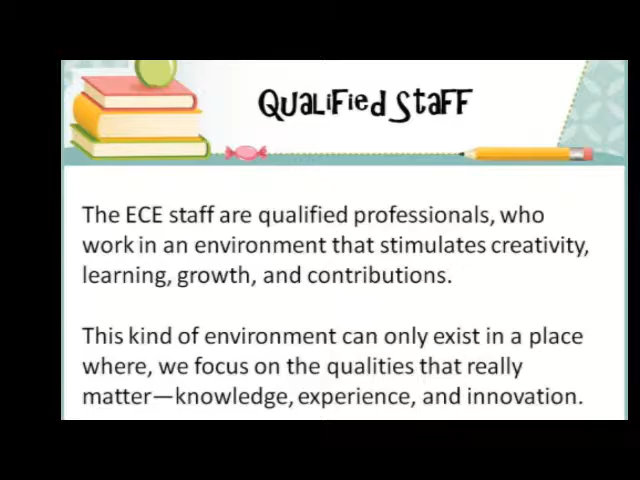 Qualified Staff
The ECE staff are qualified professionals, who
work in an environment that stimulates creativity,
learning, growth, and contributions.
This kind of environment can only exist in a place
where, we focus on the qualities that really
matter—knowledge, experience, and innovation.